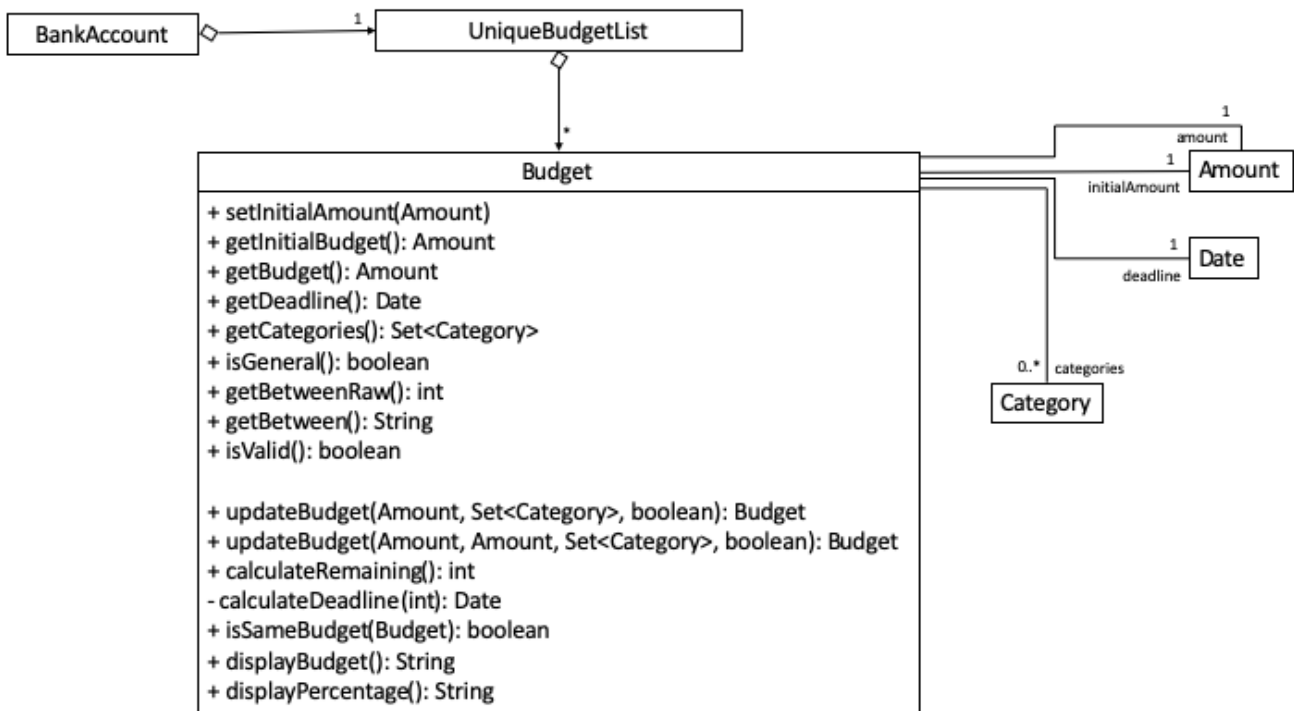 BankAccount
1
UniqueBudgetList
*
Budget
+ setInitialAmount(Amount)
+ getInitialBudget(): Amount
+ getBudget(): Amount
+ getDeadline(): Date
+ getCategories(): Set<Category>
+ isGeneral(): boolean
+ getBetweenRaw(): int
+ getBetween(): String
+ isValid(): boolean
+ updateBudget(Amount, Set<Category>, boolean): Budget
+ updateBudget(Amount, Amount, Set<Category>, boolean): Budget
+ calculateRemaining(): int
- calculateDeadline(int): Date
+ isSameBudget(Budget): boolean
+ displayBudget(): String
+ displayPercentage(): String
1
amount
1
initialAmount
Amount
1
deadline
Date
0..* categories
Category